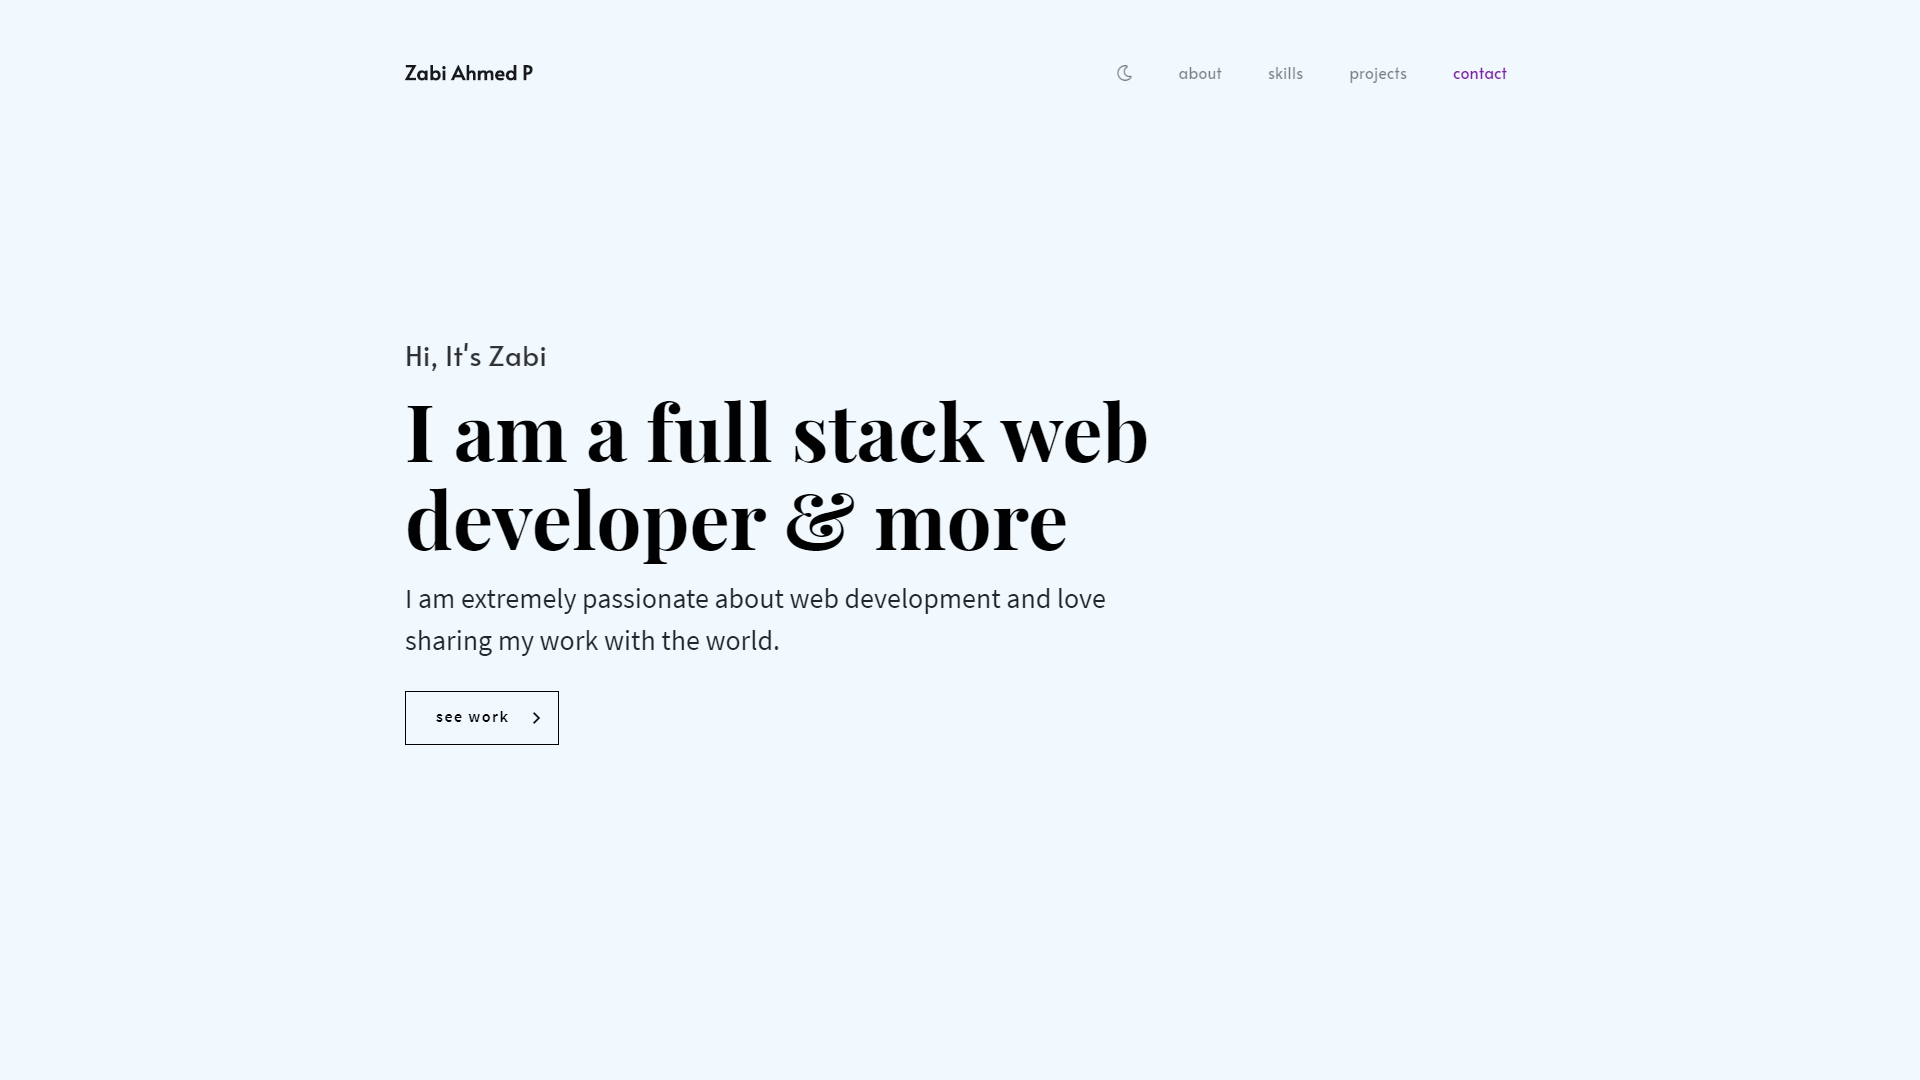 Zabi Ahmed P
about
skills
projects
contact
Hi, It's Zabi
I am a full stack web
developer & more
I am extremely passionate about web development and love
sharing my work with the world.
see work